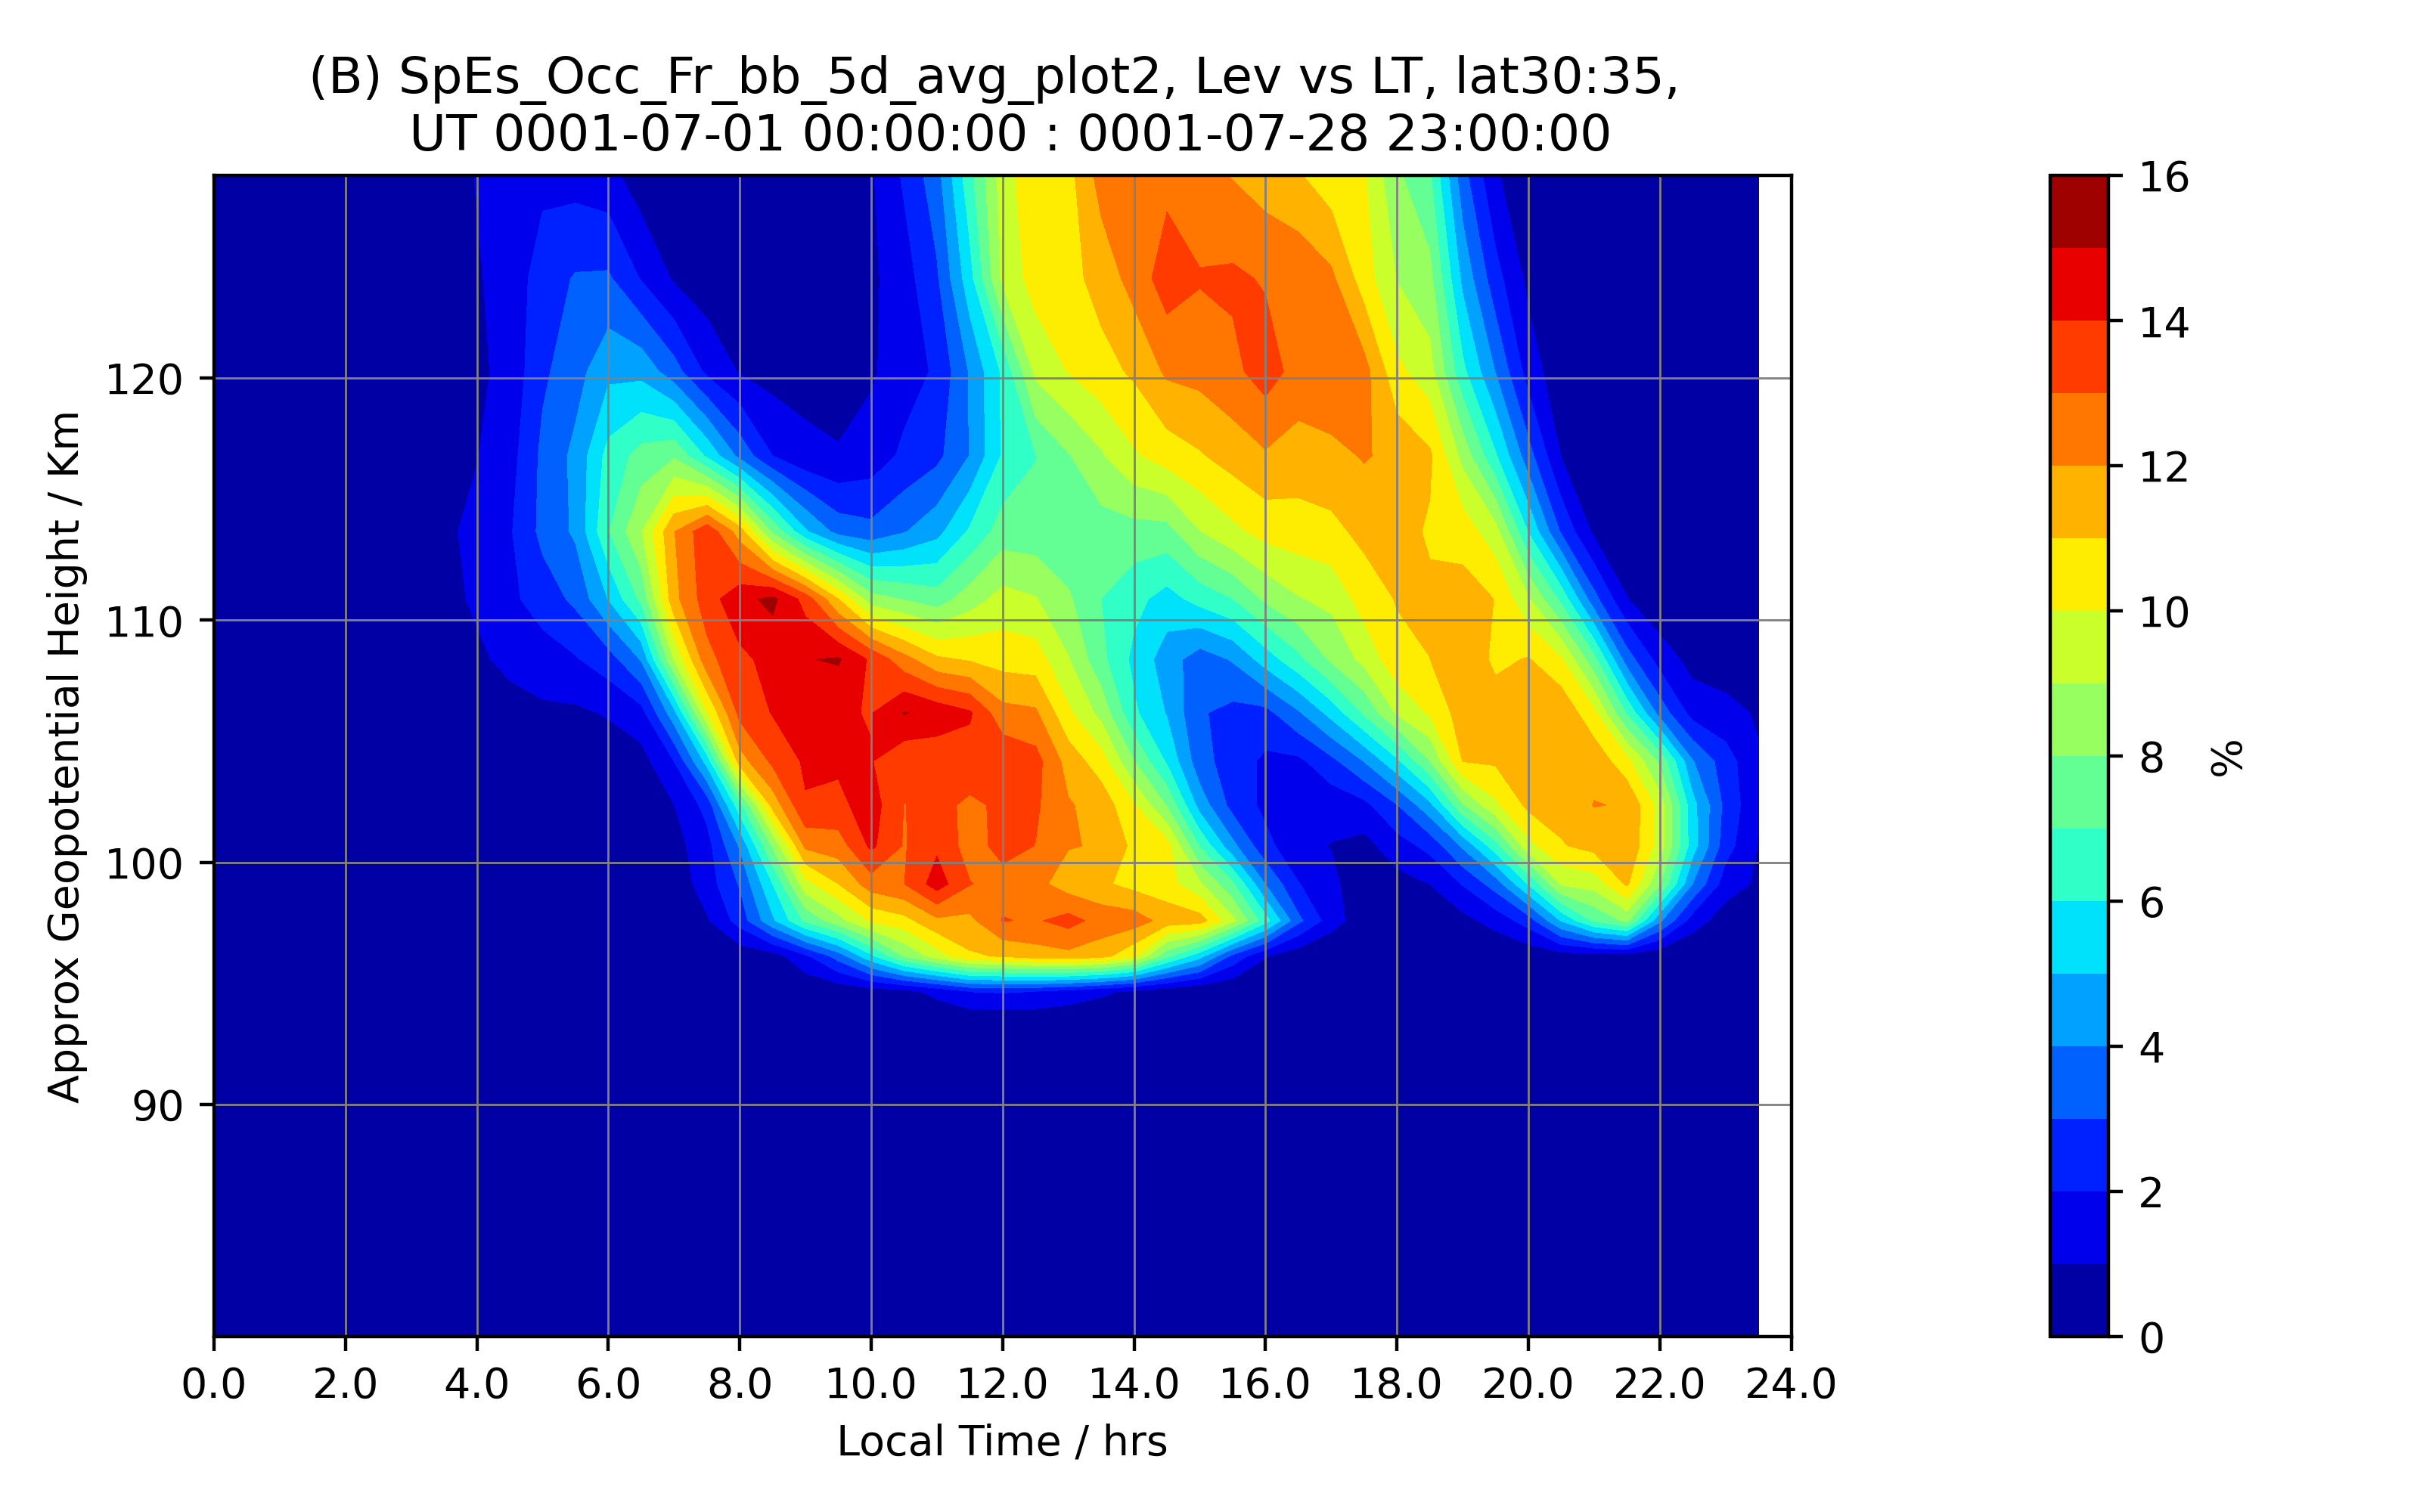 (B) SpEs_Occ_Fr_bb_5d_avg_plot2, Lev vs LT, lat30:35,
UT 0001-07-01 00:00:00 : 0001-07-28 23:00:00
Approx Geopotential Height / Km
120
110
100
90
0.0 2.0 4.0 6.0 8.0 10.0 12.0 14.0 16.0 18.0 20.0 22.0 24.0
Local Time / hrs
16
14
12
10
8
6
4
2
0
%